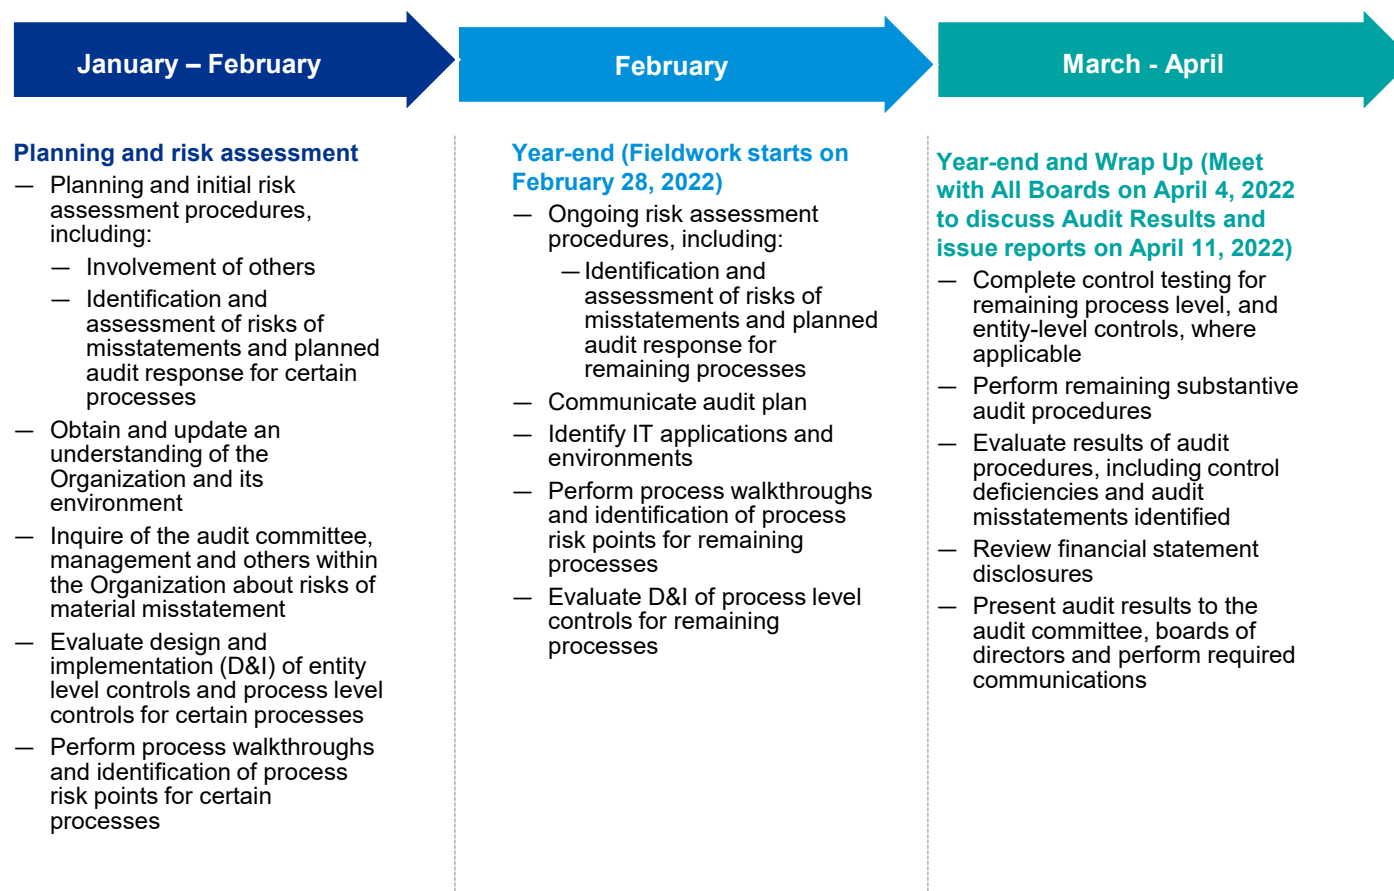 January – February
February
March - April
Planning and risk assessment
— Planning and initial risk
assessment procedures,
including:
— Involvement of others
— Identification and
assessment of risks of
misstatements and planned
audit response for certain
processes
— Obtain and update an
understanding of the
Organization and its
environment
— Inquire of the audit committee,
management and others within
the Organization about risks of
material misstatement
— Evaluate design and
implementation (D&I) of entity
level controls and process level
controls for certain processes
— Perform process walkthroughs
and identification of process
risk points for certain
processes
Year-end (Fieldwork starts on
February 28, 2022)
— Ongoing risk assessment
procedures, including:
— Identification and
assessment of risks of
misstatements and planned
audit response for
remaining processes
— Communicate audit plan
— Identify IT applications and
environments
— Perform process walkthroughs
and identification of process
risk points for remaining
processes
— Evaluate D&I of process level
controls for remaining
processes
Year-end and Wrap Up (Meet
with All Boards on April 4, 2022
to discuss Audit Results and
issue reports on April 11, 2022)
— Complete control testing for
remaining process level, and
entity-level controls, where
applicable
— Perform remaining substantive
audit procedures
— Evaluate results of audit
procedures, including control
deficiencies and audit
misstatements identified
— Review financial statement
disclosures
— Present audit results to the
audit committee, boards of
directors and perform required
communications